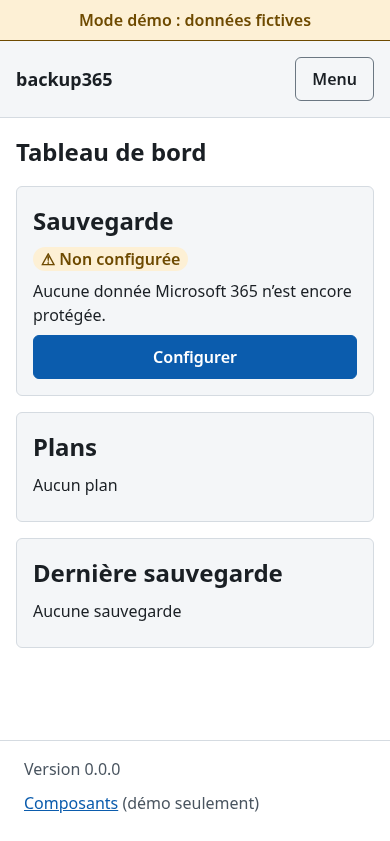 Mode démo : données fictives
backup365
Menu
Tableau de bord
Sauvegarde
⚠ Non configurée
Aucune donnée Microsoft 365 n’est encore
protégée.
Configurer
Plans
Aucun plan
Dernière sauvegarde
Aucune sauvegarde
Version 0.0.0
Composants (démo seulement)